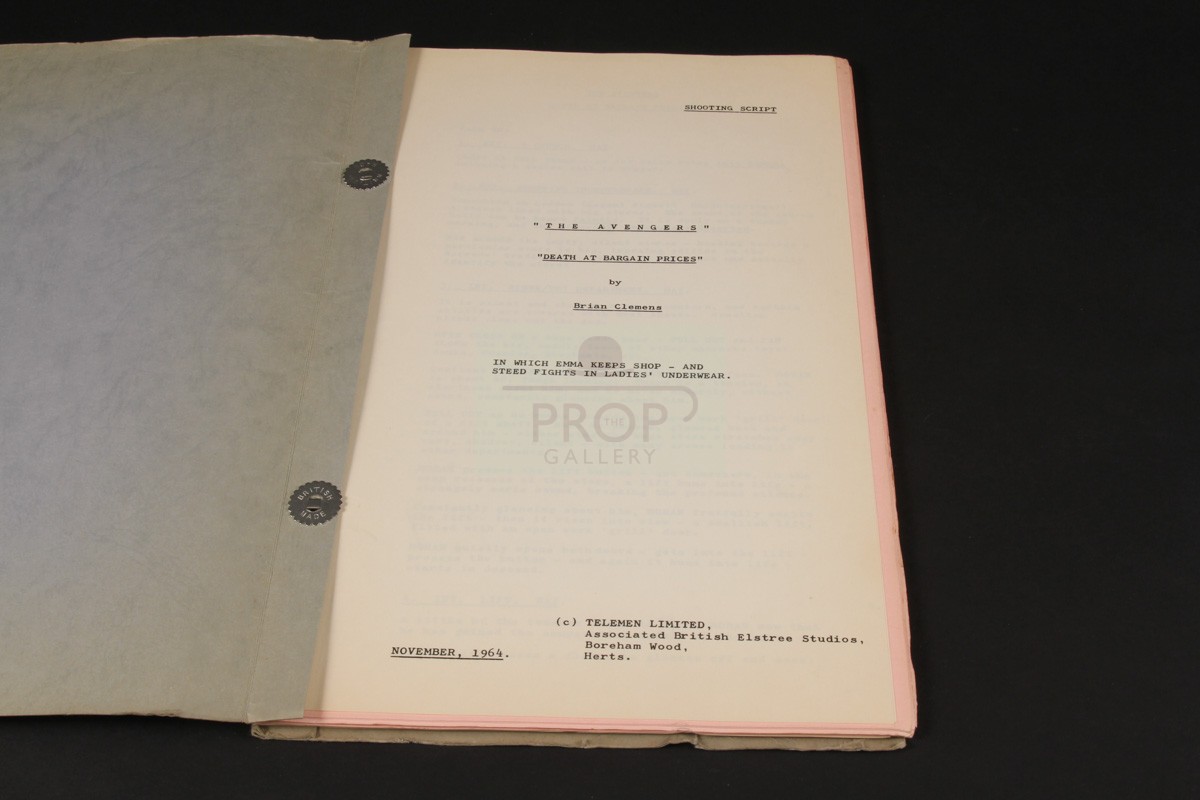 SHOOTING SCRIPT
"THE AVENGERS"
"DEATH AT BARGAIN PRICES"
by
Brian Clemens
IN WHICH EMMA KEEPS SHOP - AND
STEED FIGHTS IN LADIES' UNDERWEAR.
THE
PROP
GALLERY
BRITISH
MADE
(c) TELEMEN LIMITED,
Associated British Elstree Studios,
Boreham Wood,
Herts.
NOVEMBER, 1964.